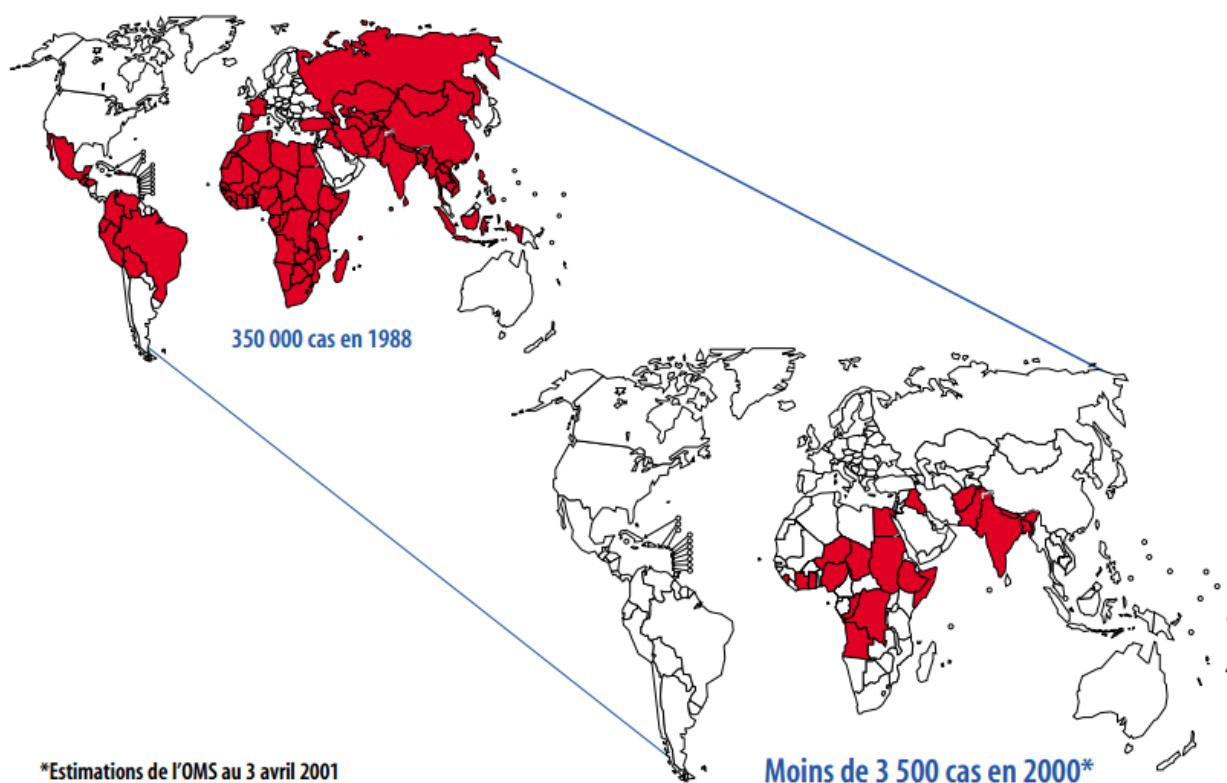 350 000 cas en 1988
*Estimations de l'OMS au 3 avril 2001
Moins de 3 500 cas en 2000*